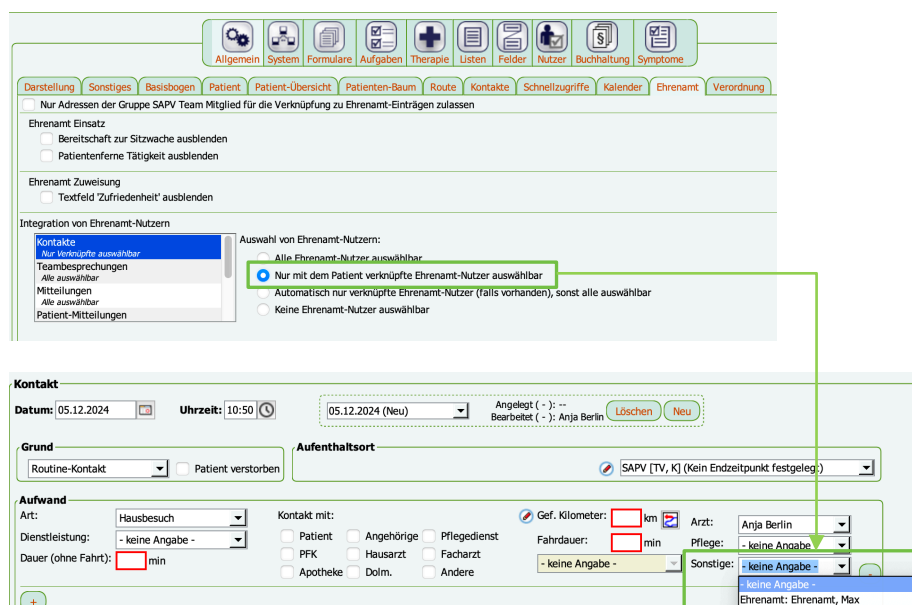 Allgemein System Formulare Aufgaben Therapie Listen Felder Nutzer Buchhaltung Symptome
Darstellung Sonstiges Basisbogen Patient Patient-Übersicht Patienten-Baum Route Kontakte Schnellzugriffe Kalender Ehrenamt Verordnung
Nur Adressen der Gruppe SAPV Team Mitglied für die Verknüpfung zu Ehrenamt-Einträgen zulassen
Ehrenamt Einsatz
Bereitschaft zur Sitzwache ausblenden
Patientenferne Tätigkeit ausblenden
Ehrenamt Zuweisung
Textfeld 'Zufriedenheit' ausblenden
Integration von Ehrenamt-Nutzern
Kontakte
Nur Verknüpfte auswählbar
Teambesprechungen
Alle auswählbar
Mitteilungen
Alle auswählbar
Patient-Mitteilungen
Auswahl von Ehrenamt-Nutzern:
Alle Ehrenamt-Nutzer auswählbar
Nur mit dem Patient verknüpfte Ehrenamt-Nutzer auswählbar
Automatisch nur verknüpfte Ehrenamt-Nutzer (falls vorhanden), sonst alle auswählbar
Keine Ehrenamt-Nutzer auswählbar
Kontakt
Datum: 05.12.2024 Uhrzeit: 10:50 05.12.2024 (Neu) Angelegt ( - ): --
Bearbeitet ( - ): Anja Berlin Löschen Neu
Grund
Routine-Kontakt Patient verstorben
Aufenthaltsort
SAPV [TV, K] (Kein Endzeitpunkt festgelegt)
Aufwand
Art: Hausbesuch
Dienstleistung: - keine Angabe -
Dauer (ohne Fahrt): min
Kontakt mit:
Patient Angehörige Pflegedienst
PFK Hausarzt Facharzt
Apotheke Dolm. Andere
Gef. Kilometer: km
Fahrdauer: min
- keine Angabe -
Arzt: Anja Berlin
Pflege: - keine Angabe
Sonstige: - keine Angabe - -
- keine Angabe -
Ehrenamt: Ehrenamt, Max
+